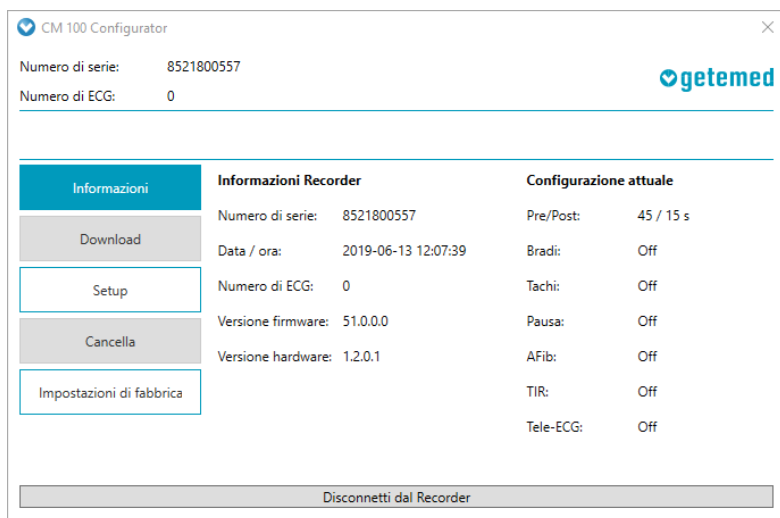 CM 100 Configurator
Numero di serie: 8521800557
Numero di ECG: 0
getemed
Informazioni
Download
Setup
Cancella
Impostazioni di fabbrica
Informazioni Recorder
Numero di serie: 8521800557
Data / ora: 2019-06-13 12:07:39
Numero di ECG: 0
Versione firmware: 51.0.0.0
Versione hardware: 1.2.0.1
Configurazione attuale
Pre/Post: 45 / 15 s
Bradi: Off
Tachi: Off
Pausa: Off
AFib: Off
TIR: Off
Tele-ECG: Off
Disconnetti dal Recorder